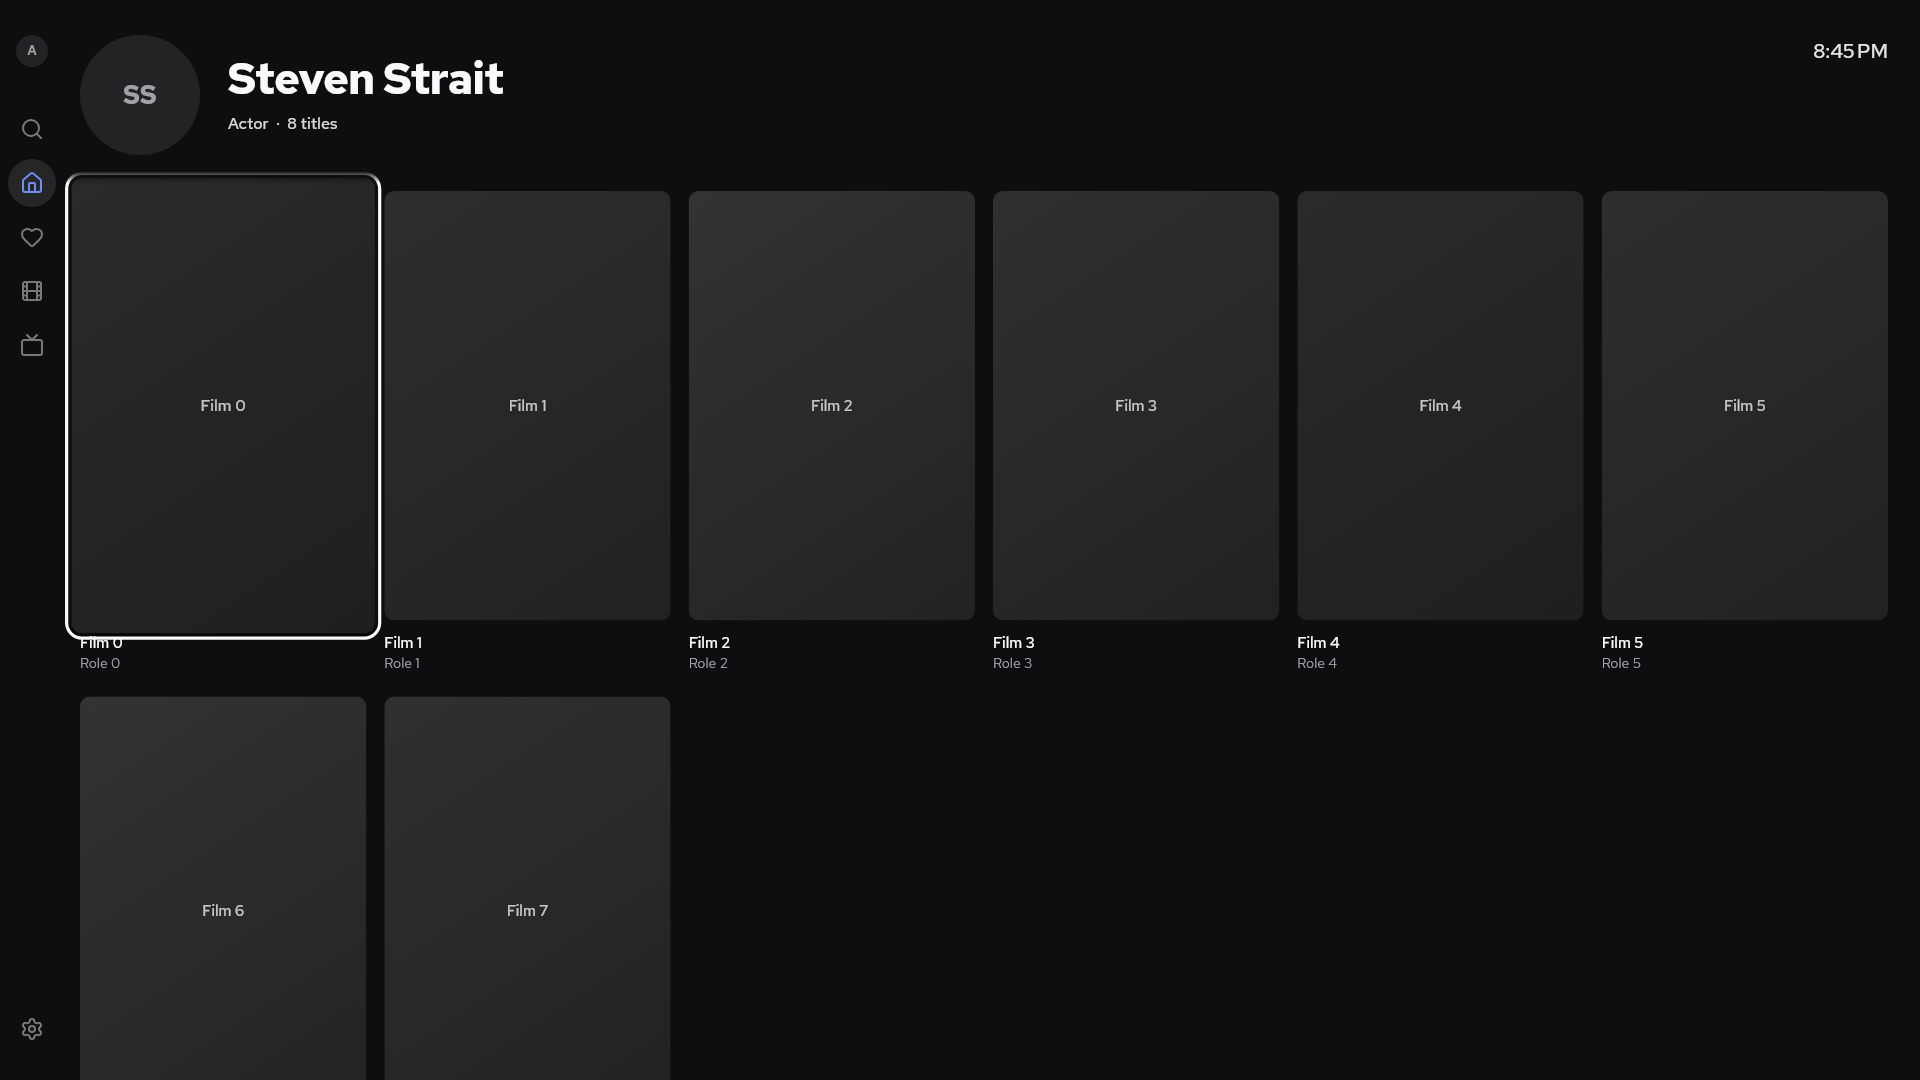 A
SS
Steven Strait
Actor · 8 titles
8:45 PM
Film 0
Film 1
Film 2
Film 3
Film 4
Film 5
Film 0
Film 1
Film 2
Film 3
Film 4
Film 5
Role 0
Role 1
Role 2
Role 3
Role 4
Role 5
Film 6
Film 7